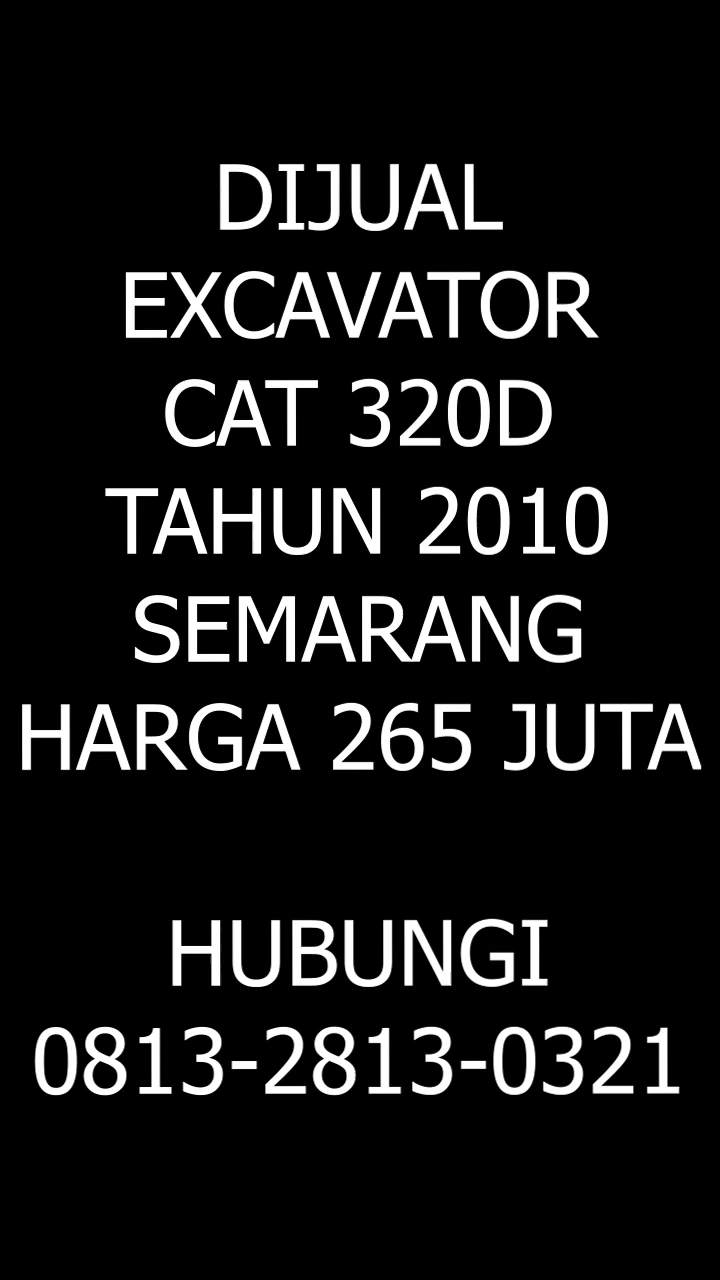 DIJUAL
EXCAVATOR
CAT 320D
TAHUN 2010
SEMARANG
HARGA 265 JUTA
HUBUNGI
0813-2813-0321